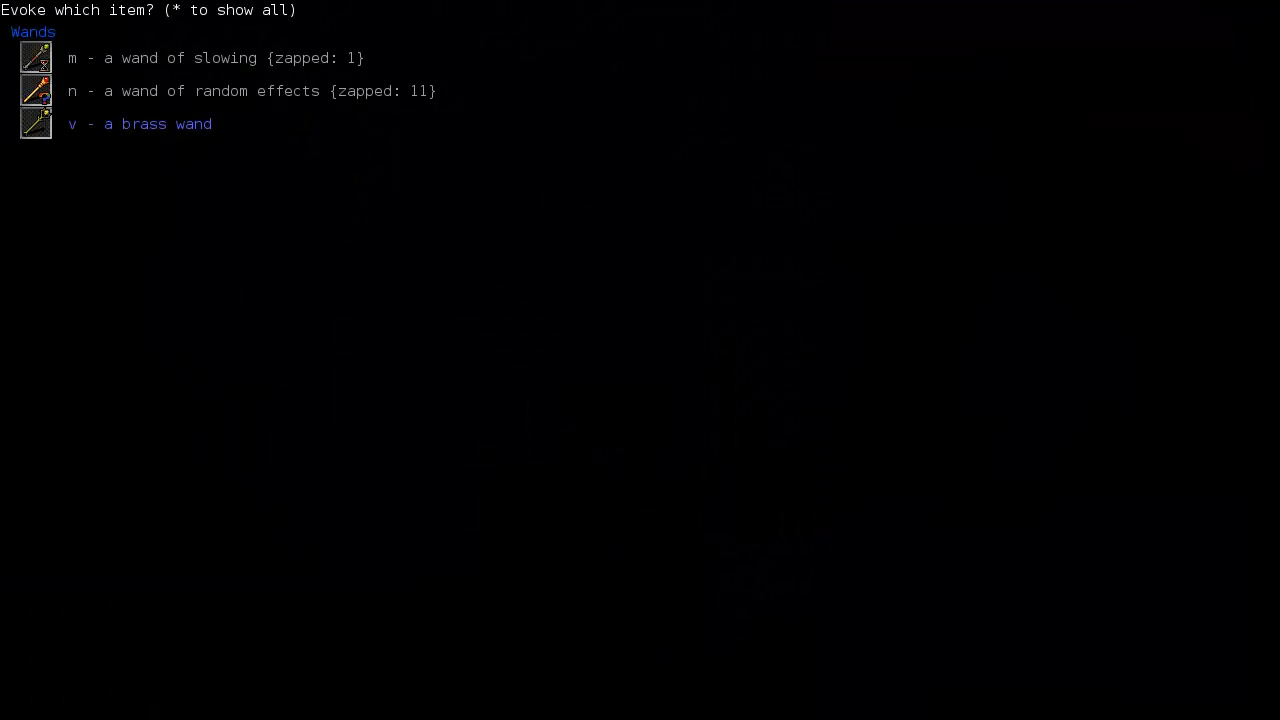 Evoke which item? (* to show all)
Wands
m - a wand of slowing {zapped: 1}
n - a wand of random effects {zapped: 11}
v - a brass wand